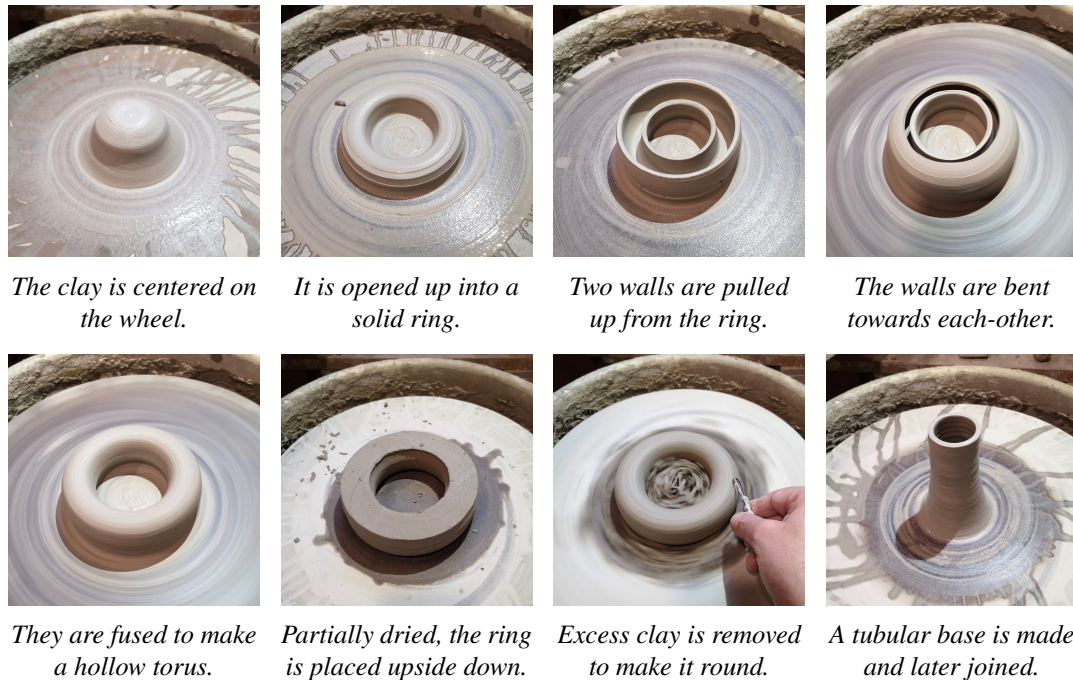 The clay is centered on
the wheel.
It is opened up into a
solid ring.
Two walls are pulled
up from the ring.
The walls are bent
towards each-other.
They are fused to make
a hollow torus.
Partially dried, the ring
is placed upside down.
Excess clay is removed
to make it round.
A tubular base is made
and later joined.